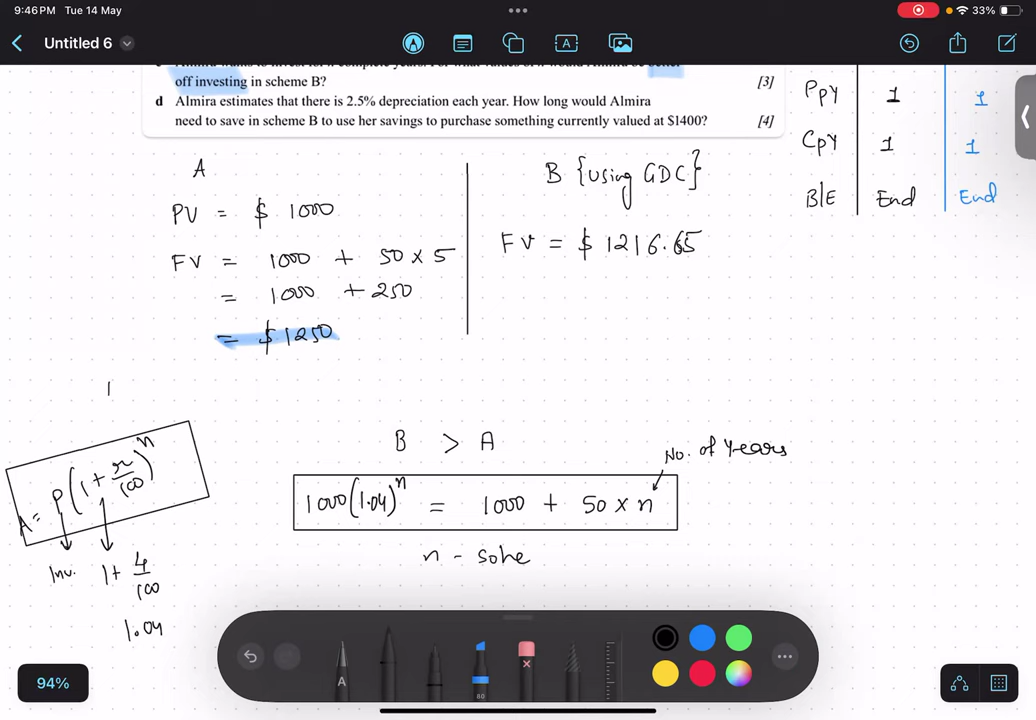 9:46PM Tue 14 May
33%
Untitled 6
off investing in scheme B? [3]
d Almira estimates that there is 2.5% depreciation each year. How long would Almira
need to save in scheme B to use her savings to purchase something currently valued at $1400? [4]
PpY 1 1
CpY 1 1
B/E End End
A
PV = $ 1000
FV = 1000 + 50 × 5
= 1000 + 250
= $1250
B {using GDC}
FV = $ 1216.65
B > A
No. of Years
1000(1.04)^n = 1000 + 50 × n
n - solve
A = P(1 + r/100)^n
Inv. 1 + 4/100
1.04
A
80
94%